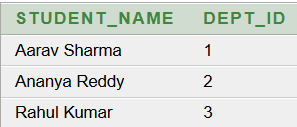 STUDENT_NAME DEPT_ID
Aarav Sharma 1
Ananya Reddy 2
Rahul Kumar 3